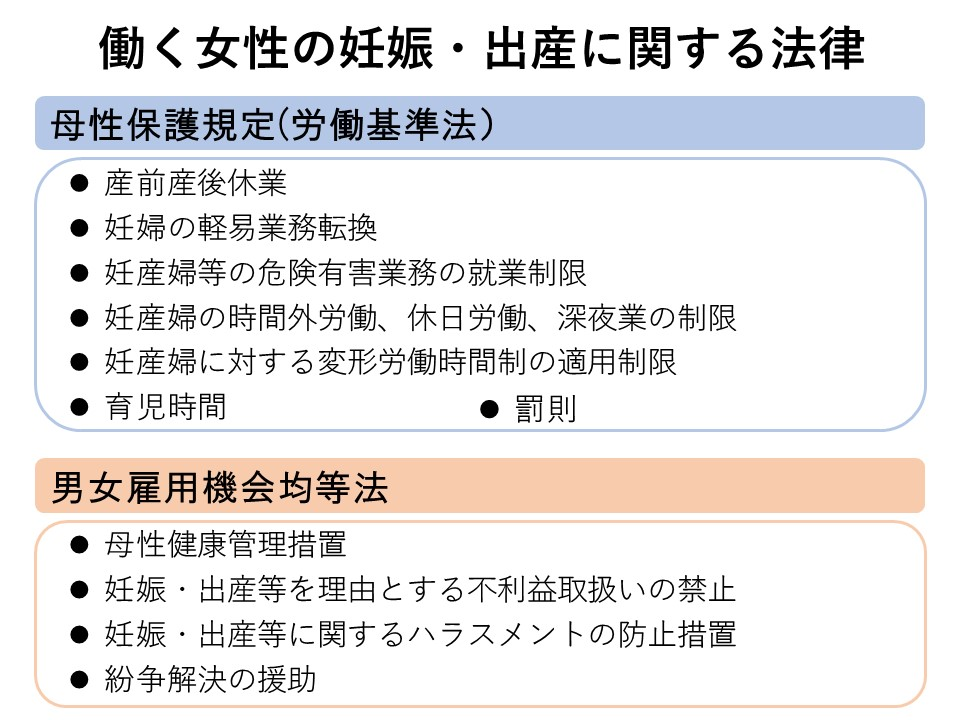 働く女性の妊娠・出産に関する法律
母性保護規定(労働基準法）
● 産前産後休業
● 妊婦の軽易業務転換
● 妊産婦等の危険有害業務の就業制限
● 妊産婦の時間外労働、休日労働、深夜業の制限
● 妊産婦に対する変形労働時間制の適用制限
● 育児時間 ● 罰則
男女雇用機会均等法
● 母性健康管理措置
● 妊娠・出産等を理由とする不利益取扱いの禁止
● 妊娠・出産等に関するハラスメントの防止措置
● 紛争解決の援助